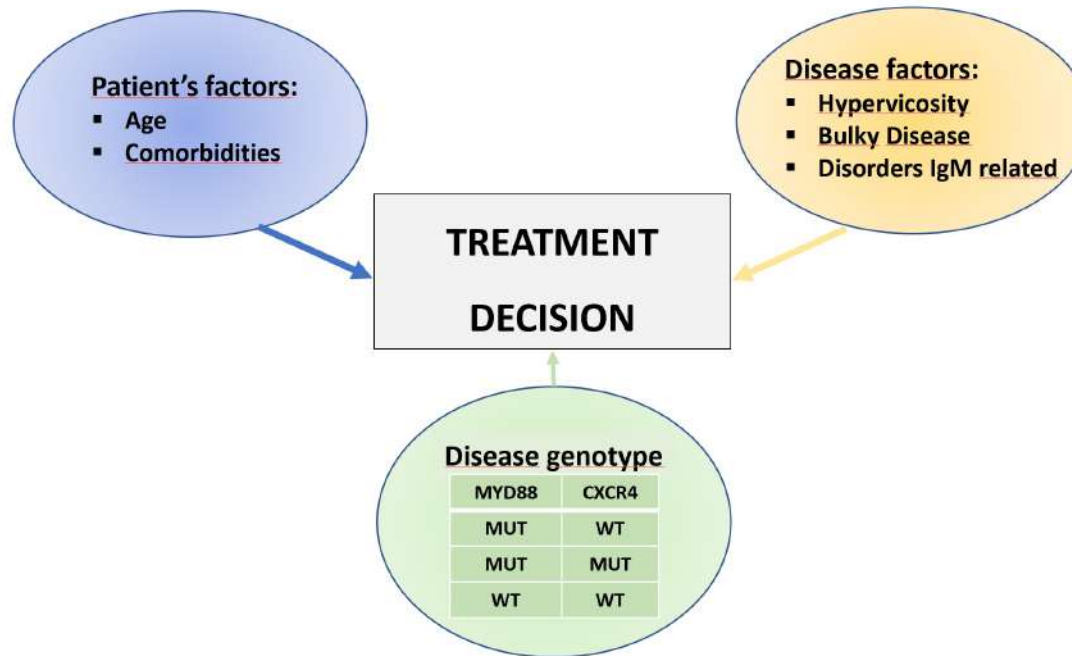 Patient's factors:
▪ Age
▪ Comorbidities
Disease factors:
▪ Hypervicosity
▪ Bulky Disease
▪ Disorders IgM related
TREATMENT
DECISION
Disease genotype
MYD88 CXCR4
MUT WT
MUT MUT
WT WT